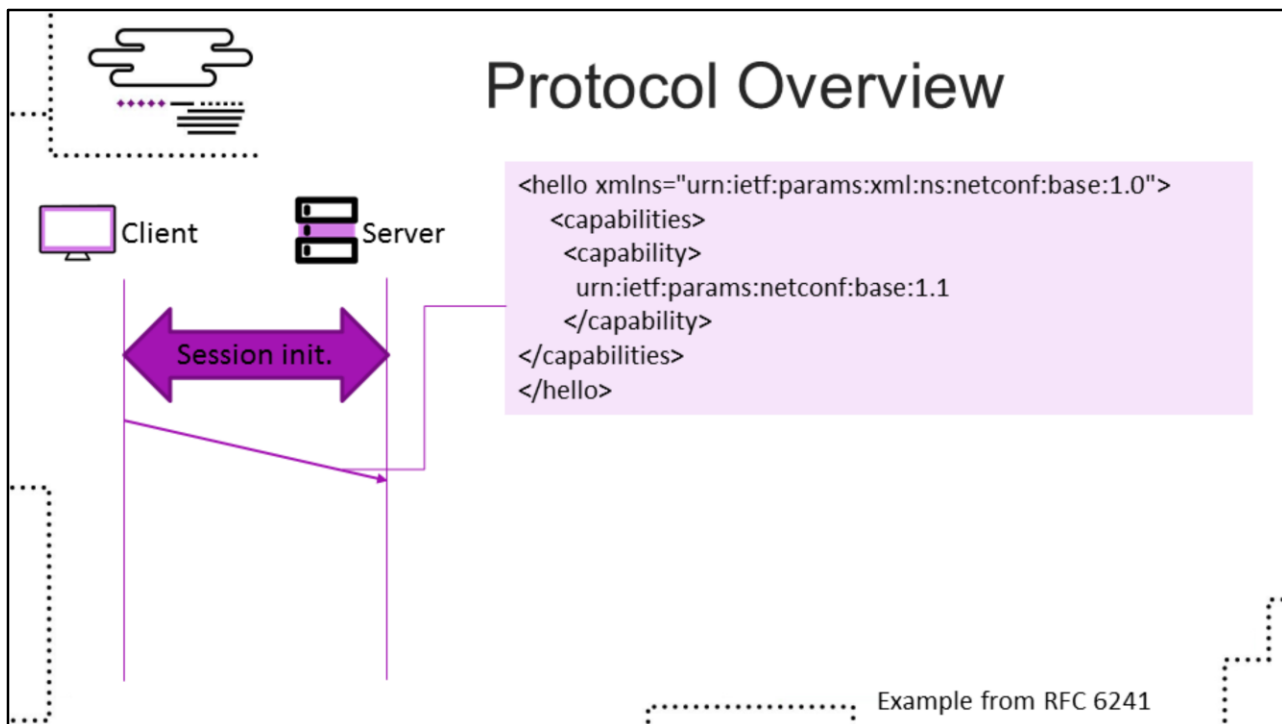 Protocol Overview
Client
Server
Session init.
<hello xmlns="urn:ietf:params:xml:ns:netconf:base:1.0">
<capabilities>
<capability>
urn:ietf:params:netconf:base:1.1
</capability>
</capabilities>
</hello>
Example from RFC 6241